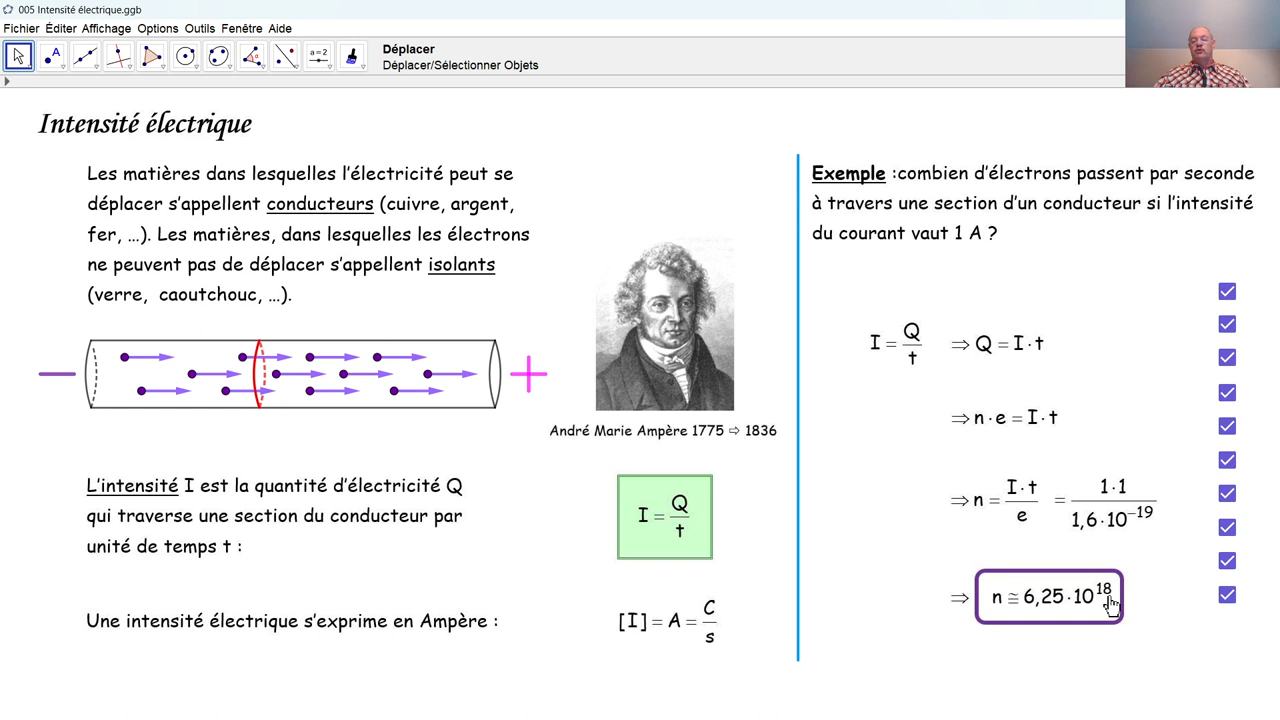 005 Intensité électrique.ggb
Fichier Éditer Affichage Options Outils Fenêtre Aide
A
a=2
Déplacer
Déplacer/Sélectionner Objets
Intensité électrique
Les matières dans lesquelles l'électricité peut se
déplacer s'appellent conducteurs (cuivre, argent,
fer, …). Les matières, dans lesquelles les électrons
ne peuvent pas de déplacer s'appellent isolants
(verre, caoutchouc, …).
André Marie Ampère 1775 ⇨ 1836
L'intensité I est la quantité d'électricité Q
qui traverse une section du conducteur par
unité de temps t :
I = Q/t
Une intensité électrique s'exprime en Ampère :
[I] = A = C/s
Exemple :combien d'électrons passent par seconde
à travers une section d'un conducteur si l'intensité
du courant vaut 1 A ?
I = Q/t ⇒ Q = I · t
⇒ n · e = I · t
⇒ n = I · t / e = 1 · 1 / 1,6 · 10⁻¹⁹
⇒ n ≅ 6,25 · 10¹⁸